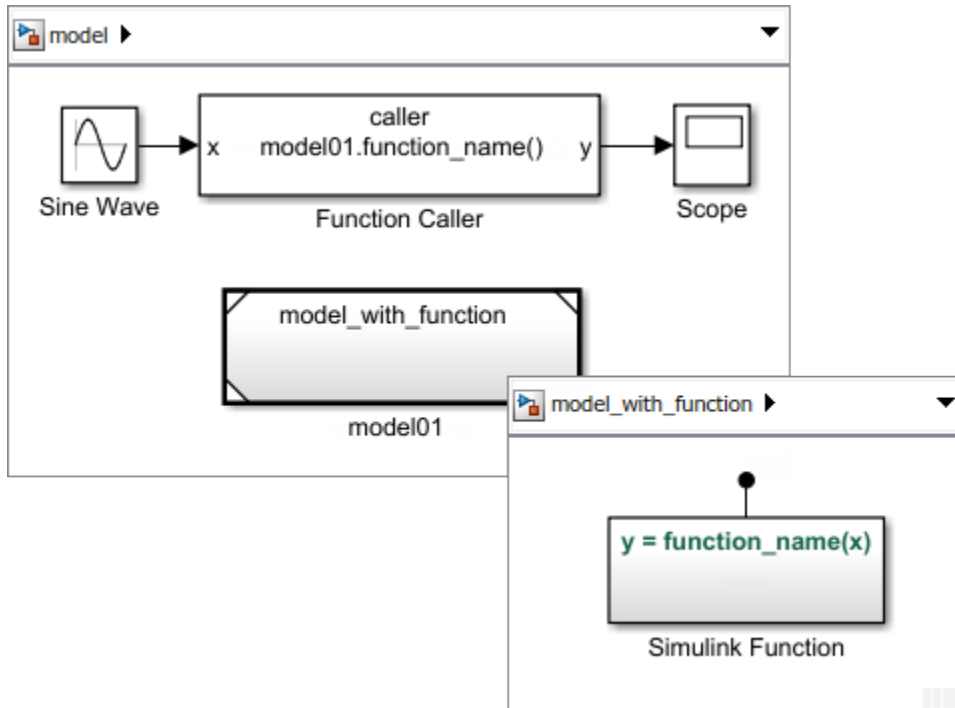 model
caller
x model01.function_name() y
Sine Wave
Function Caller
Scope
model_with_function
model01
model_with_function
y = function_name(x)
Simulink Function